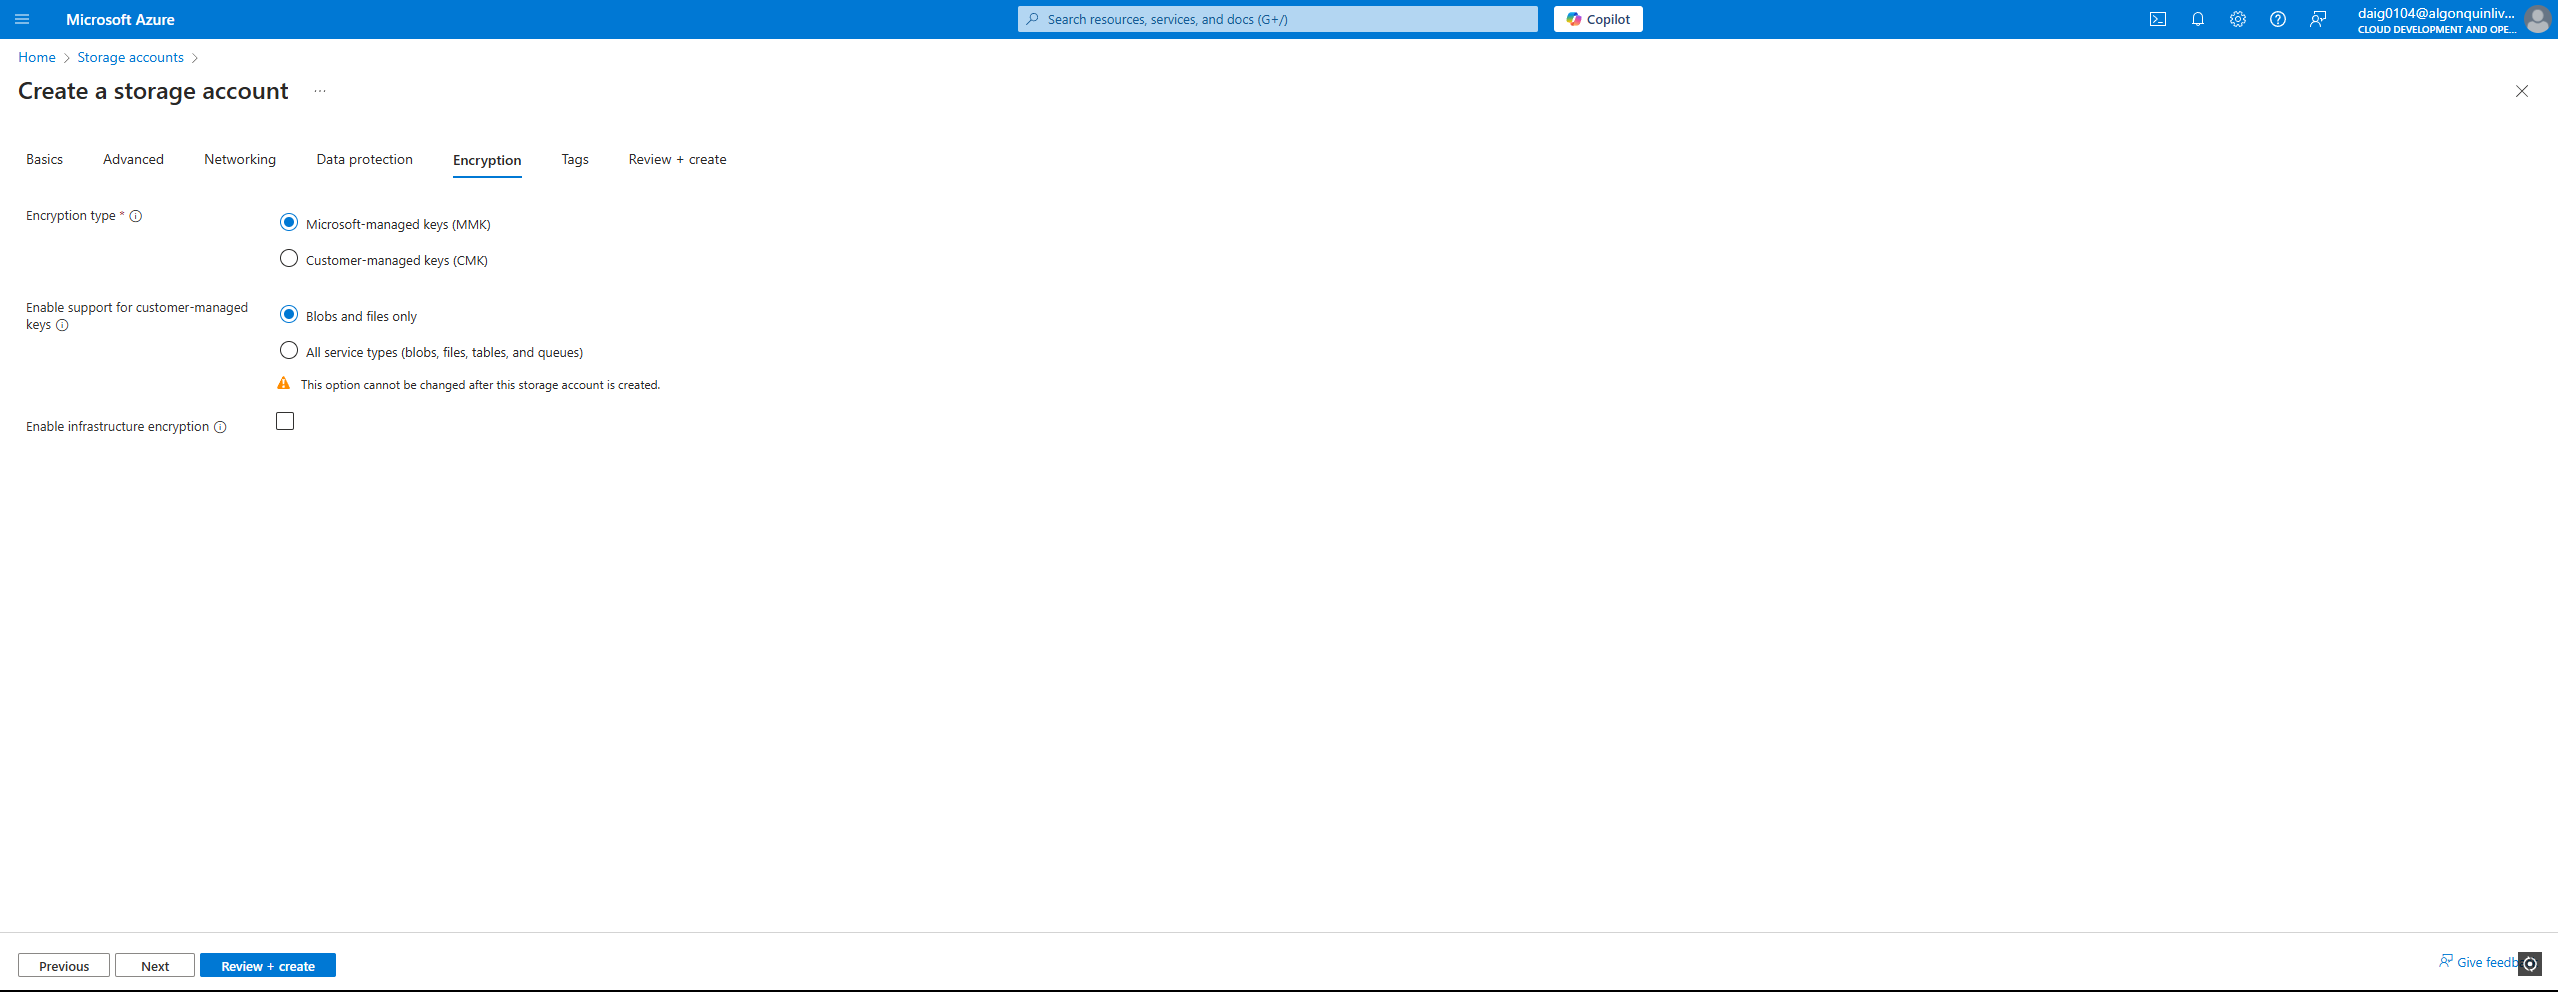 Microsoft Azure
Search resources, services, and docs (G+/)
Copilot
daig0104@algonquinliv...
CLOUD DEVELOPMENT AND OPE...
Home
Storage accounts
Create a storage account
...
Basics
Advanced
Networking
Data protection
Encryption
Tags
Review + create
Encryption type *
Microsoft-managed keys (MMK)
Customer-managed keys (CMK)
Enable support for customer-managed
keys
Blobs and files only
All service types (blobs, files, tables, and queues)
This option cannot be changed after this storage account is created.
Enable infrastructure encryption
Previous
Next
Review + create
Give